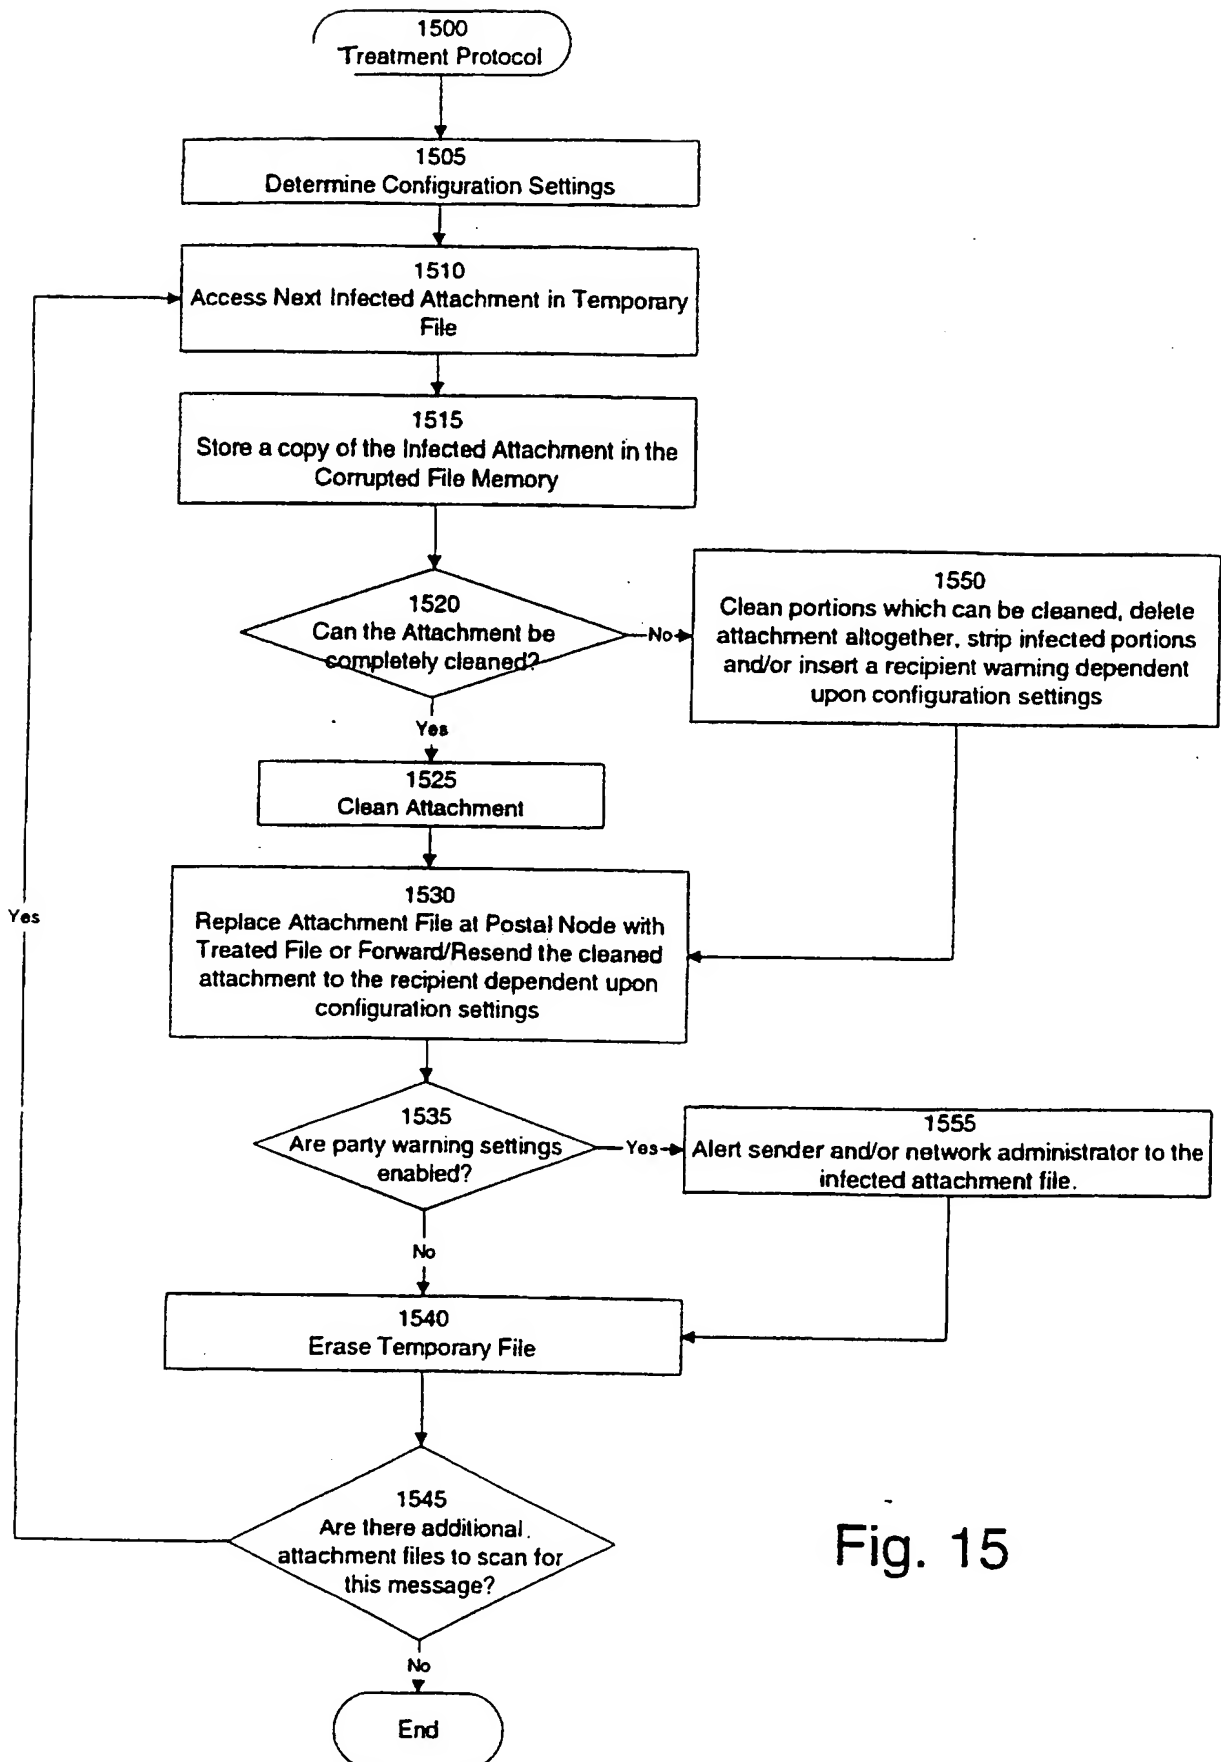 1500
Treatment Protocol
1505
Determine Configuration Settings
1510
Access Next Infected Attachment in Temporary
File
1515
Store a copy of the Infected Attachment in the
Corrupted File Memory
1520
Can the Attachment be
completely cleaned?
No
1550
Clean portions which can be cleaned, delete
attachment altogether, strip infected portions
and/or insert a recipient warning dependent
upon configuration settings
Yes
1525
Clean Attachment
1530
Replace Attachment File at Postal Node with
Treated File or Forward/Resend the cleaned
attachment to the recipient dependent upon
configuration settings
Yes
1535
Are party warning settings
enabled?
Yes
1555
Alert sender and/or network administrator to the
infected attachment file.
No
1540
Erase Temporary File
1545
Are there additional
attachment files to scan for
this message?
No
End
Fig. 15